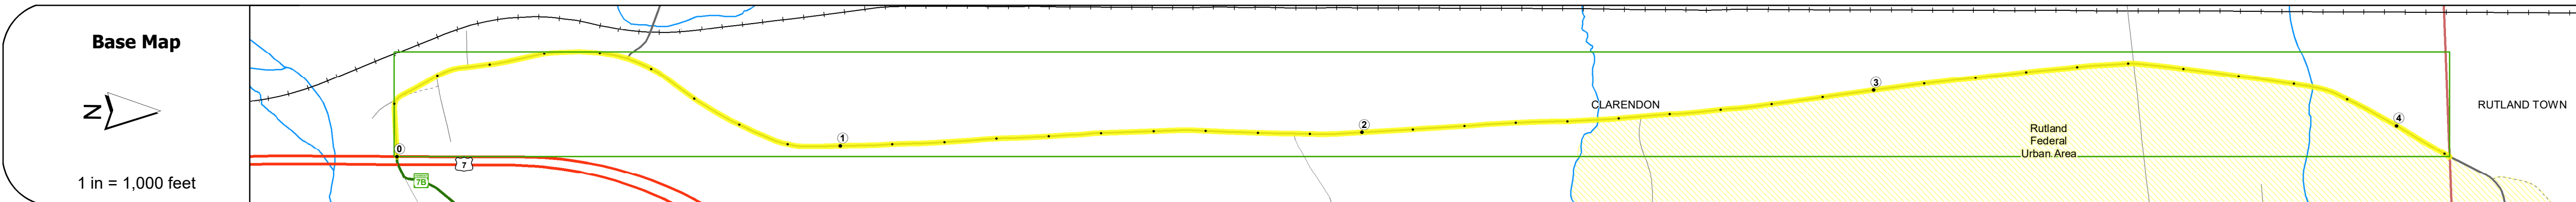 Base Map
N
1 in = 1,000 feet
0
7
7B
1
2
CLARENDON
3
Rutland
Federal
Urban Area
4
RUTLAND TOWN